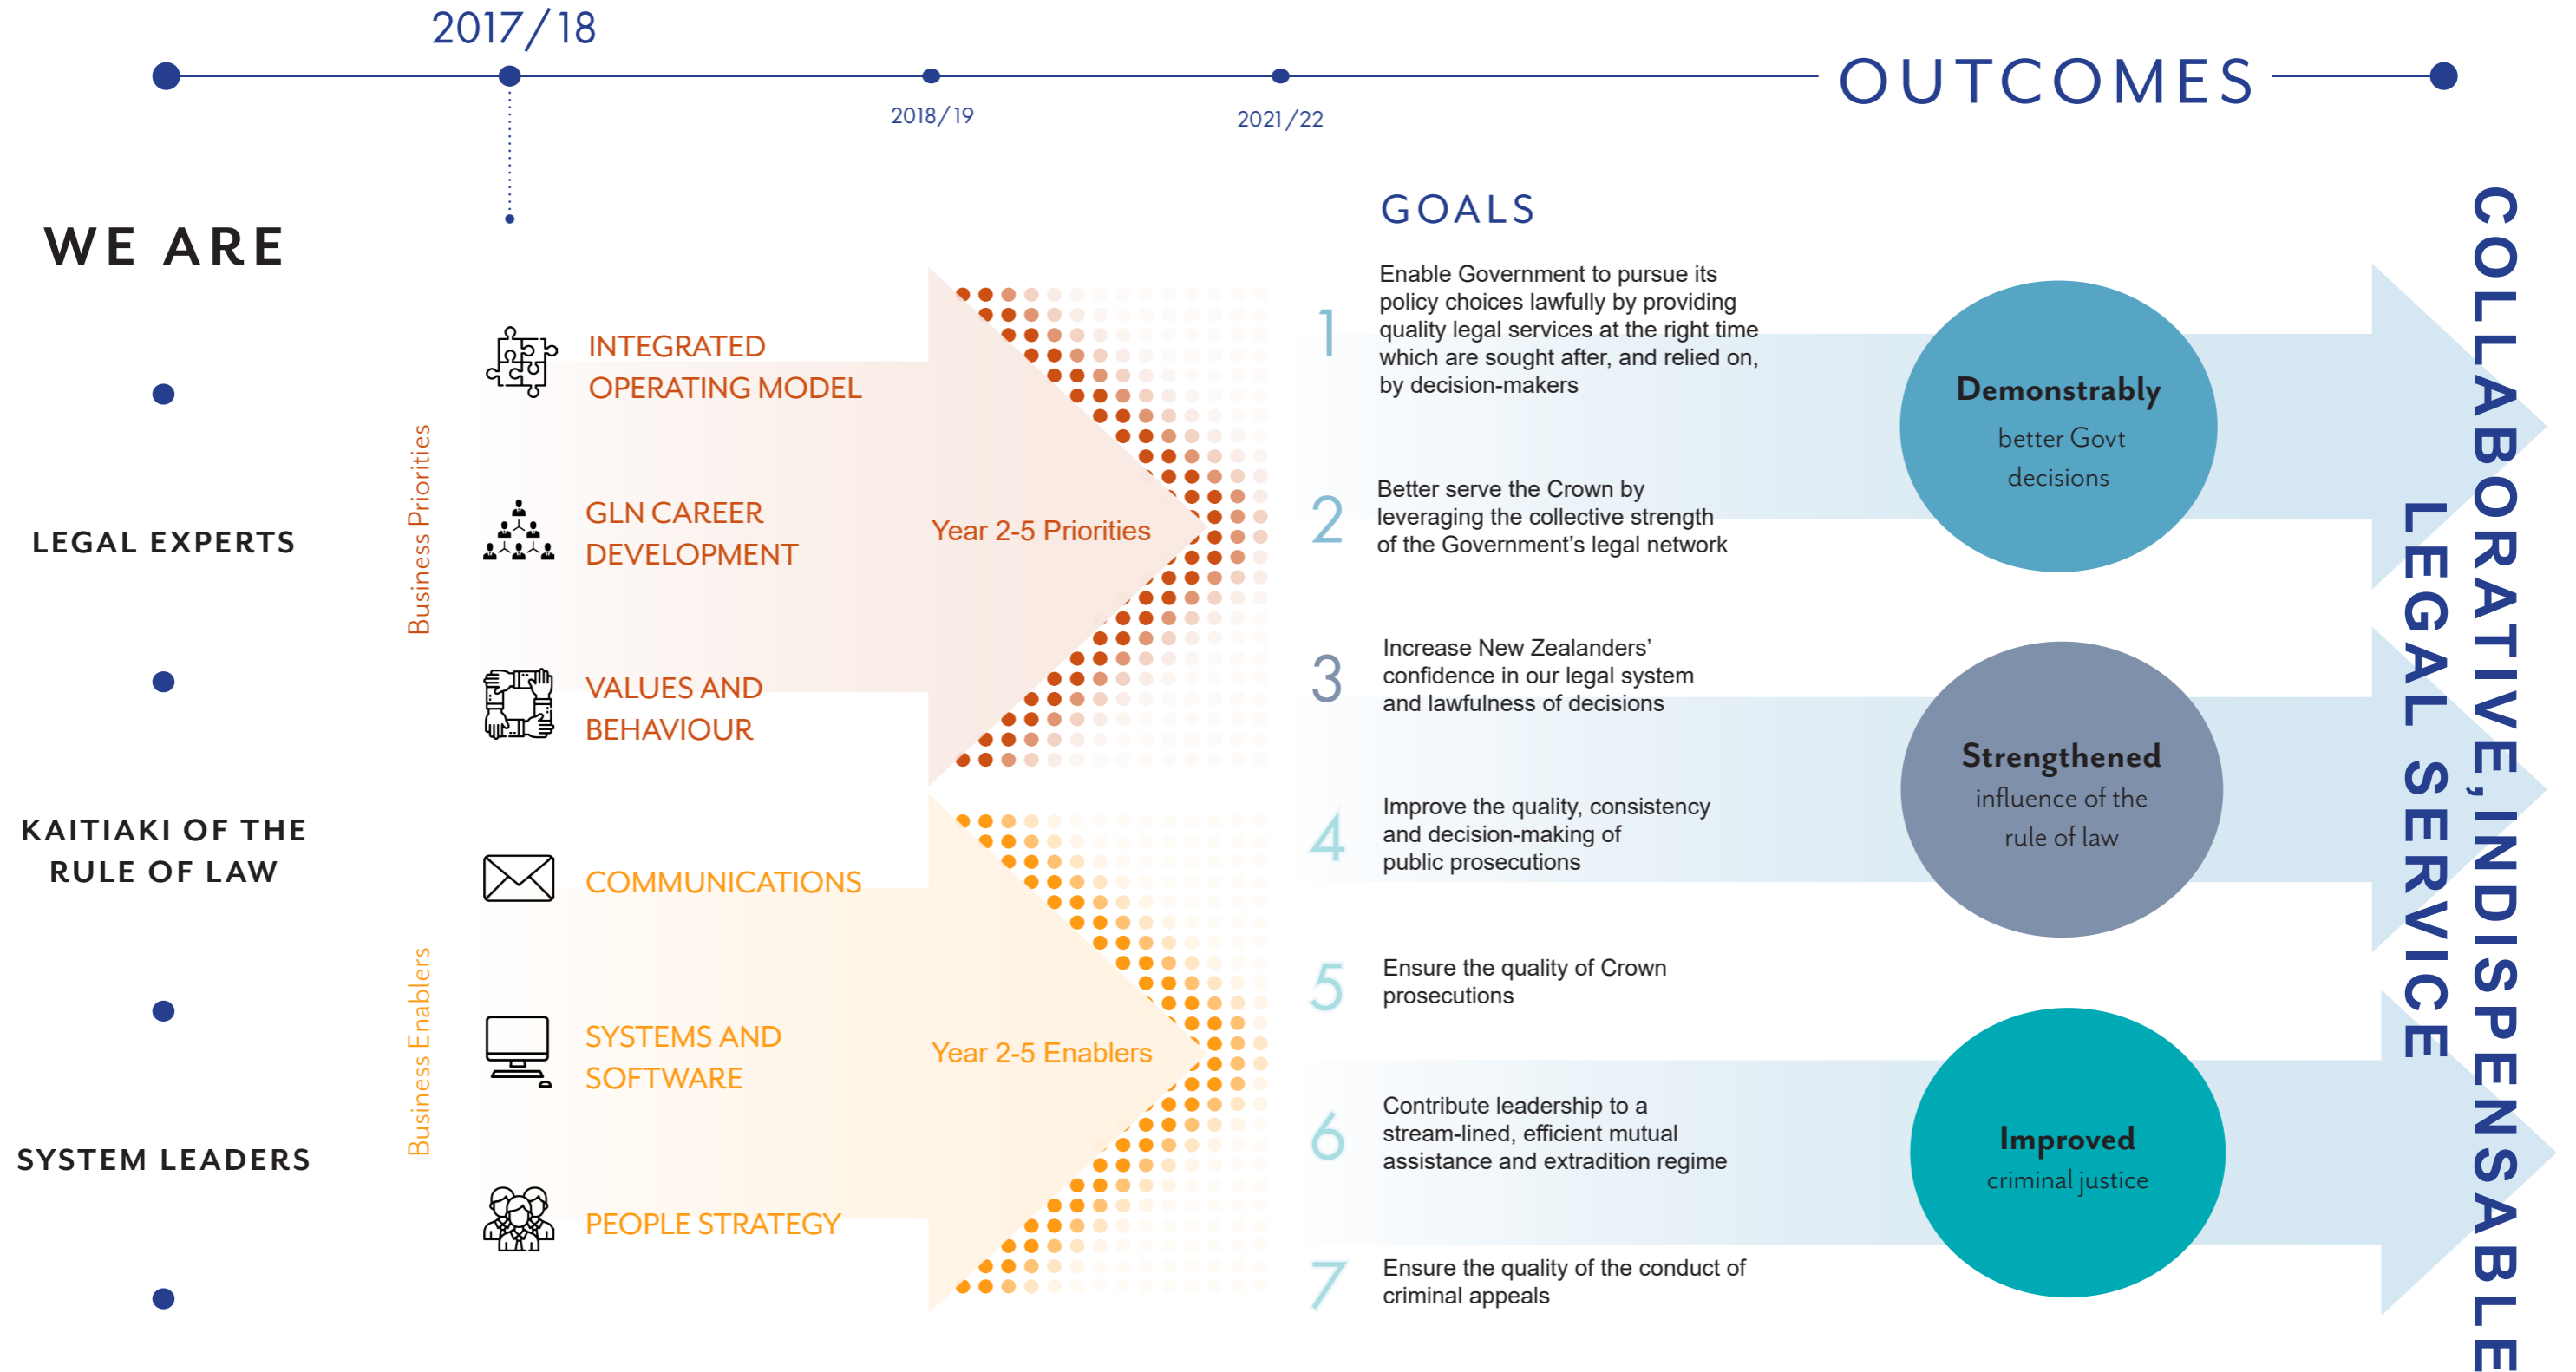 2017/18
2018/19
2021/22
OUTCOMES
WE ARE
LEGAL EXPERTS
KAITIAKI OF THE
RULE OF LAW
SYSTEM LEADERS
Business Priorities
INTEGRATED
OPERATING MODEL
GLN CAREER
DEVELOPMENT
VALUES AND
BEHAVIOUR
Year 2-5 Priorities
Business Enablers
COMMUNICATIONS
SYSTEMS AND
SOFTWARE
PEOPLE STRATEGY
Year 2-5 Enablers
GOALS
1
Enable Government to pursue its
policy choices lawfully by providing
quality legal services at the right time
which are sought after, and relied on,
by decision-makers
2
Better serve the Crown by
leveraging the collective strength
of the Government’s legal network
3
Increase New Zealanders’
confidence in our legal system
and lawfulness of decisions
4
Improve the quality, consistency
and decision-making of
public prosecutions
5
Ensure the quality of Crown
prosecutions
6
Contribute leadership to a
stream-lined, efficient mutual
assistance and extradition regime
7
Ensure the quality of the conduct of
criminal appeals
Demonstrably
better Govt
decisions
Strengthened
influence of the
rule of law
Improved
criminal justice
COLLABORATIVE, INDISPENSABLE
LEGAL SERVICE